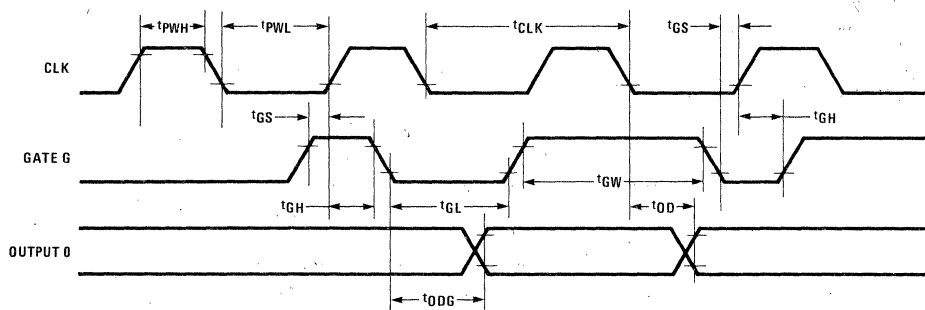 tPWH tPWL tCLK tGS
CLK
tGS tGH
GATE G
tGH tGL tGW tOD
OUTPUT 0
tODG